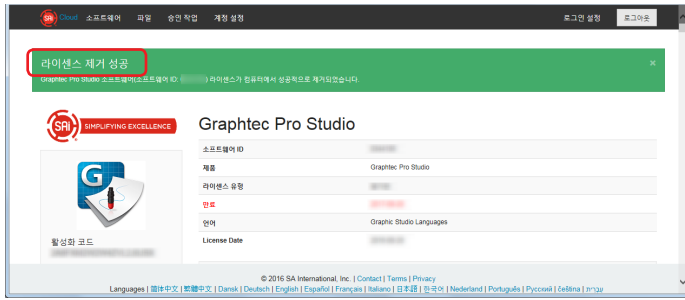 SAi Cloud 소프트웨어 파일 승인 작업 계정 설정 로그인 설정 로그아웃
라이센스 제거 성공 ×
Graphtec Pro Studio 소프트웨어(소프트웨어 ID: ) 라이센스가 컴퓨터에서 성공적으로 제거되었습니다.
SAi SIMPLIFYING EXCELLENCE
Graphtec Pro Studio
소프트웨어 ID
제품 Graphtec Pro Studio
라이센스 유형
만료
언어 Graphic Studio Languages
License Date
G
활성화 코드
© 2016 SA International, Inc. | Contact | Terms | Privacy
Languages | 简体中文 | 繁體中文 | Dansk | Deutsch | English | Español | Français | Italiano | 日本語 | 한국어 | Nederland | Português | Русский | čeština | עברית